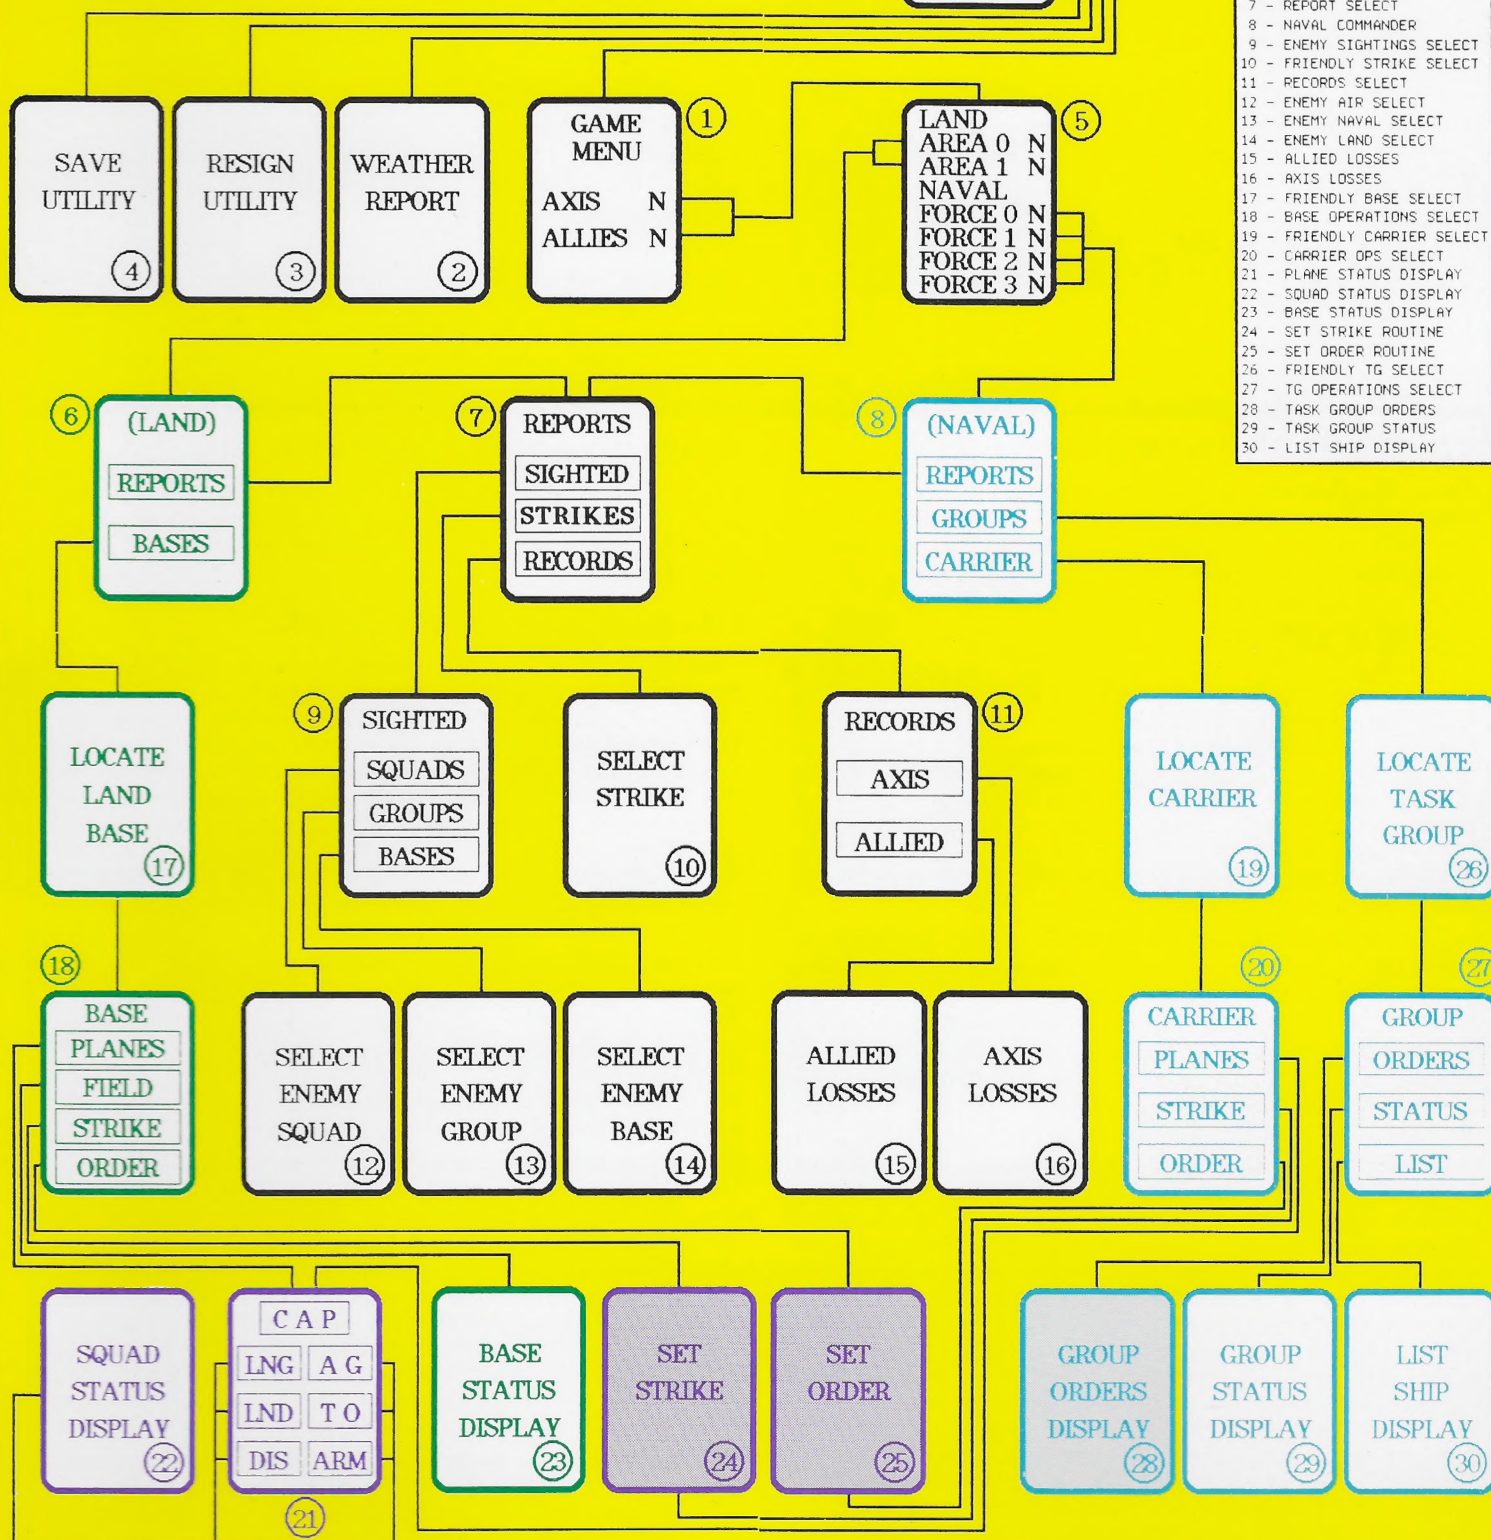 7 - REPORT SELECT
8 - NAVAL COMMANDER
9 - ENEMY SIGHTINGS SELECT
10 - FRIENDLY STRIKE SELECT
11 - RECORDS SELECT
12 - ENEMY AIR SELECT
13 - ENEMY NAVAL SELECT
14 - ENEMY LAND SELECT
15 - ALLIED LOSSES
16 - AXIS LOSSES
17 - FRIENDLY BASE SELECT
18 - BASE OPERATIONS SELECT
19 - FRIENDLY CARRIER SELECT
20 - CARRIER OPS SELECT
21 - PLANE STATUS DISPLAY
22 - SQUAD STATUS DISPLAY
23 - BASE STATUS DISPLAY
24 - SET STRIKE ROUTINE
25 - SET ORDER ROUTINE
26 - FRIENDLY TG SELECT
27 - TG OPERATIONS SELECT
28 - TASK GROUP ORDERS
29 - TASK GROUP STATUS
30 - LIST SHIP DISPLAY
SAVE
UTILITY
4
RESIGN
UTILITY
3
WEATHER
REPORT
2
GAME
MENU
AXIS N
ALLIES N
1
LAND
AREA 0 N
AREA 1 N
NAVAL
FORCE 0 N
FORCE 1 N
FORCE 2 N
FORCE 3 N
5
6
(LAND)
REPORTS
BASES
7
REPORTS
SIGHTED
STRIKES
RECORDS
8
(NAVAL)
REPORTS
GROUPS
CARRIER
LOCATE
LAND
BASE
17
9
SIGHTED
SQUADS
GROUPS
BASES
SELECT
STRIKE
10
RECORDS
AXIS
ALLIED
11
LOCATE
CARRIER
19
LOCATE
TASK
GROUP
26
18
BASE
PLANES
FIELD
STRIKE
ORDER
SELECT
ENEMY
SQUAD
12
SELECT
ENEMY
GROUP
13
SELECT
ENEMY
BASE
14
ALLIED
LOSSES
15
AXIS
LOSSES
16
20
CARRIER
PLANES
STRIKE
ORDER
27
GROUP
ORDERS
STATUS
LIST
SQUAD
STATUS
DISPLAY
22
CAP
LNG AG
LND TO
DIS ARM
21
BASE
STATUS
DISPLAY
23
SET
STRIKE
24
SET
ORDER
25
GROUP
ORDERS
DISPLAY
28
GROUP
STATUS
DISPLAY
29
LIST
SHIP
DISPLAY
30